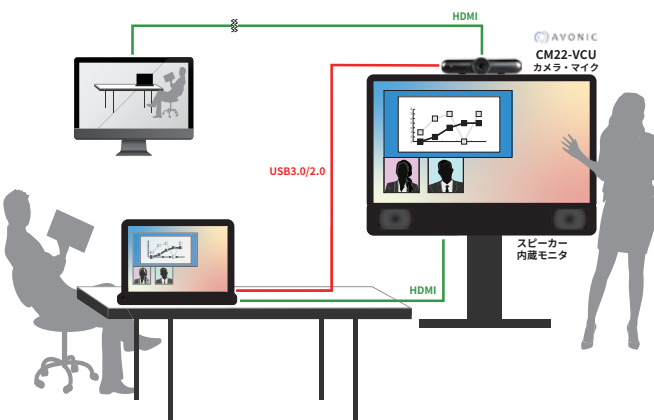 HDMI
AVONIC
CM22-VCU
カメラ・マイク
USB3.0/2.0
スピーカー
内蔵モニタ
HDMI